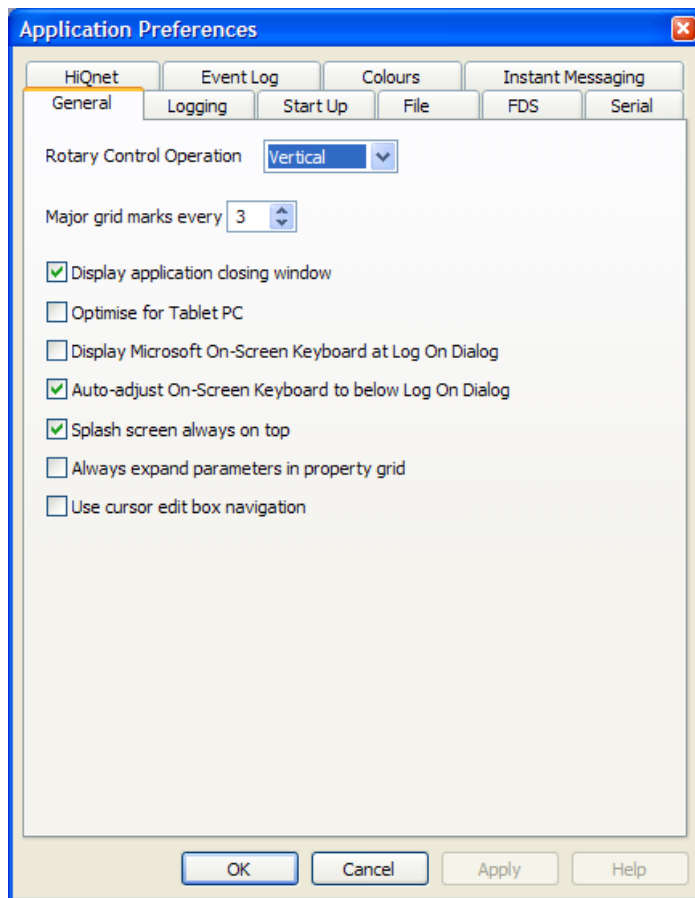 Application Preferences
HiQnet Event Log Colours Instant Messaging
General Logging Start Up File FDS Serial
Rotary Control Operation Vertical
Major grid marks every 3
Display application closing window
Optimise for Tablet PC
Display Microsoft On-Screen Keyboard at Log On Dialog
Auto-adjust On-Screen Keyboard to below Log On Dialog
Splash screen always on top
Always expand parameters in property grid
Use cursor edit box navigation
OK Cancel Apply Help